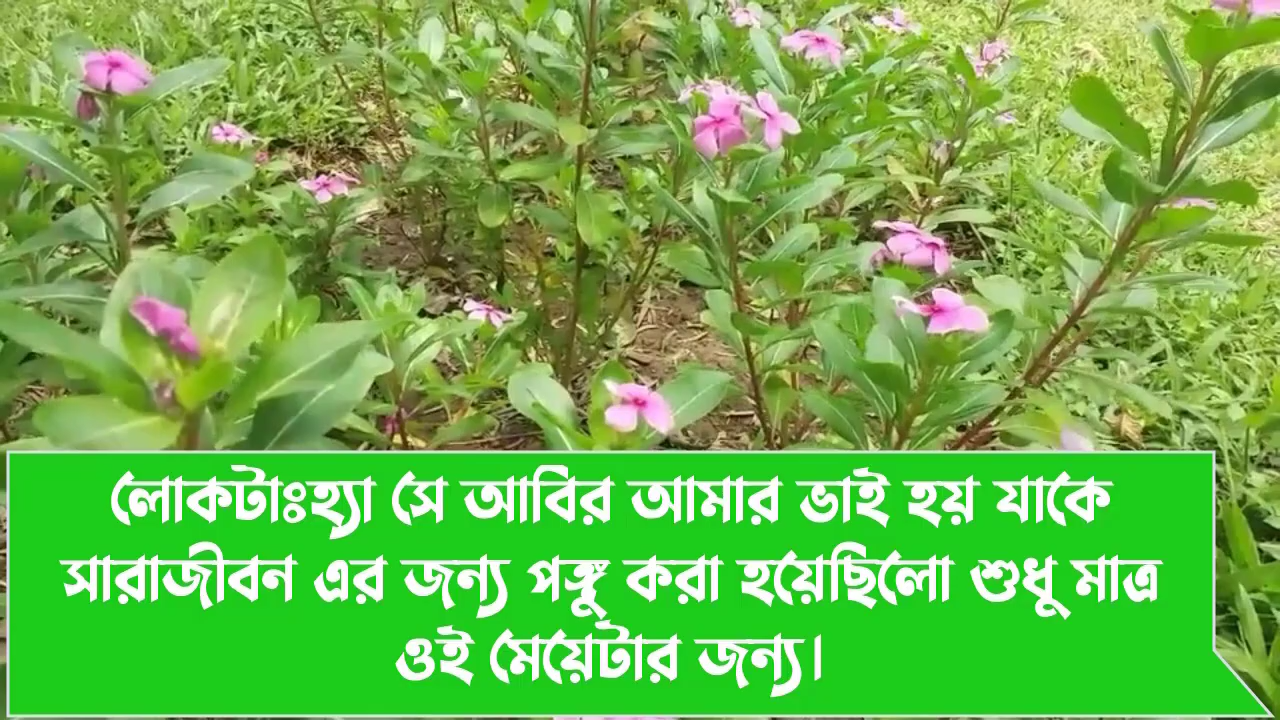 লোকটাঃহ্যা সে আবির আমার ভাই হয় যাকে
সারাজীবন এর জন্য পঙ্গু করা হয়েছিলো শুধু মাত্র
ওই মেয়েটার জন্য।